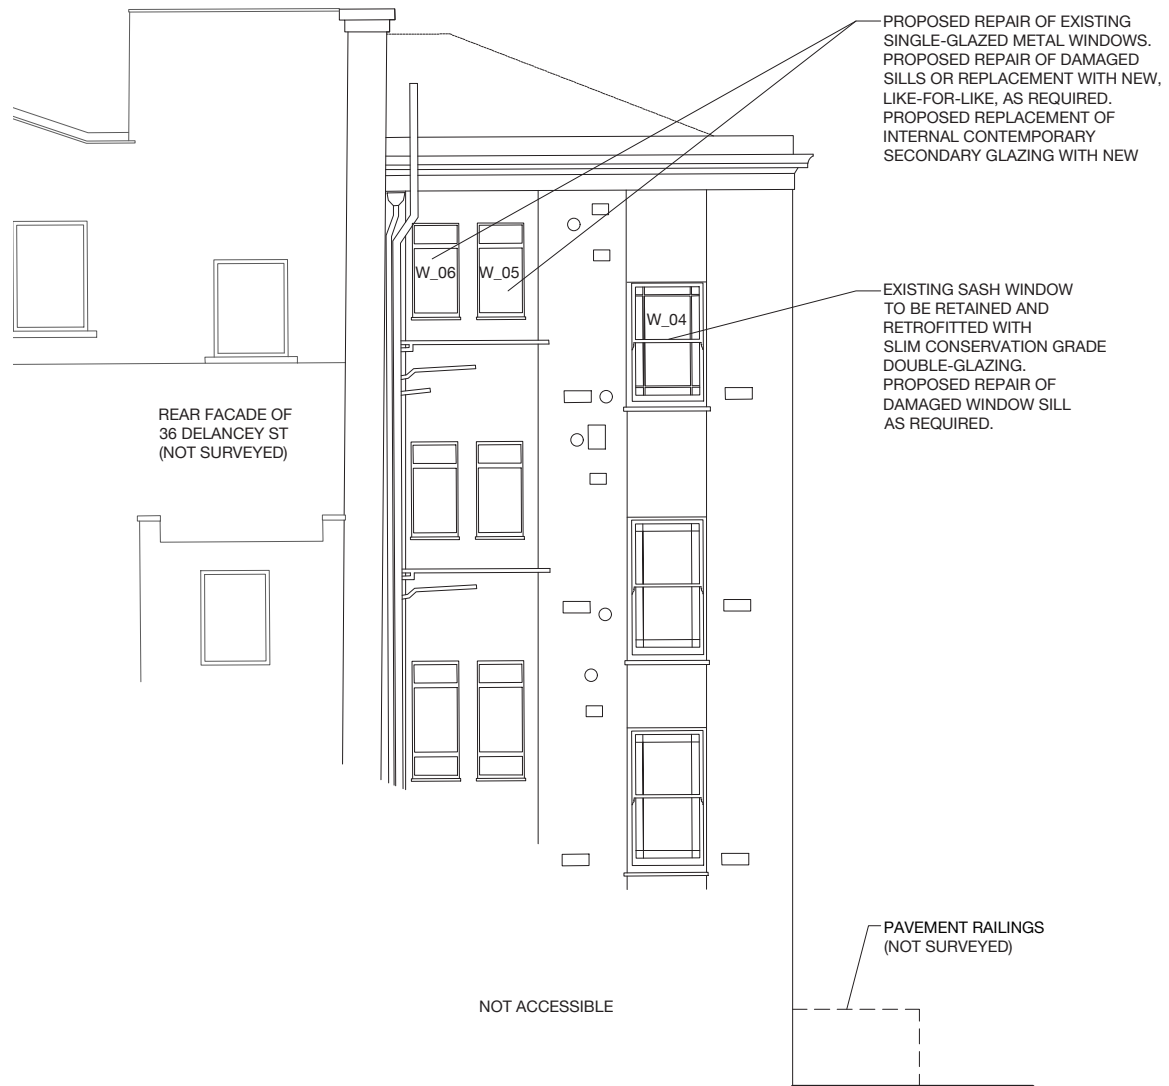 PROPOSED REPAIR OF EXISTING
SINGLE-GLAZED METAL WINDOWS.
PROPOSED REPAIR OF DAMAGED
SILLS OR REPLACEMENT WITH NEW,
LIKE-FOR-LIKE, AS REQUIRED.
PROPOSED REPLACEMENT OF
INTERNAL CONTEMPORARY
SECONDARY GLAZING WITH NEW
W_06
W_05
EXISTING SASH WINDOW
TO BE RETAINED AND
RETROFITTED WITH
SLIM CONSERVATION GRADE
DOUBLE-GLAZING.
PROPOSED REPAIR OF
DAMAGED WINDOW SILL
AS REQUIRED.
W_04
REAR FACADE OF
36 DELANCEY ST
(NOT SURVEYED)
PAVEMENT RAILINGS
(NOT SURVEYED)
NOT ACCESSIBLE